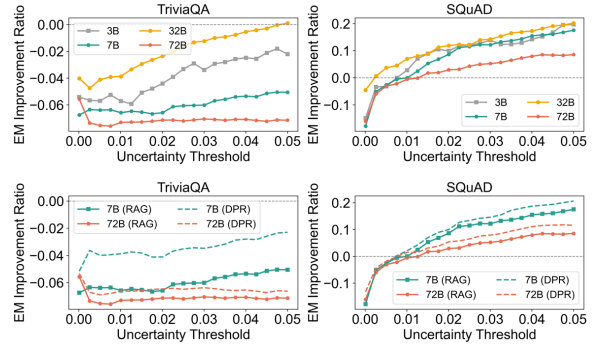 TriviaQA
EM Improvement Ratio
0.00
−0.02
−0.04
−0.06
3B
32B
7B
72B
0.00
0.01
0.02
0.03
0.04
0.05
Uncertainty Threshold
SQuAD
EM Improvement Ratio
0.2
0.1
0.0
−0.1
3B
32B
7B
72B
0.00
0.01
0.02
0.03
0.04
0.05
Uncertainty Threshold
TriviaQA
EM Improvement Ratio
0.00
−0.02
−0.04
−0.06
7B (RAG)
7B (DPR)
72B (RAG)
72B (DPR)
0.00
0.01
0.02
0.03
0.04
0.05
Uncertainty Threshold
SQuAD
EM Improvement Ratio
0.2
0.1
0.0
−0.1
7B (RAG)
7B (DPR)
72B (RAG)
72B (DPR)
0.00
0.01
0.02
0.03
0.04
0.05
Uncertainty Threshold